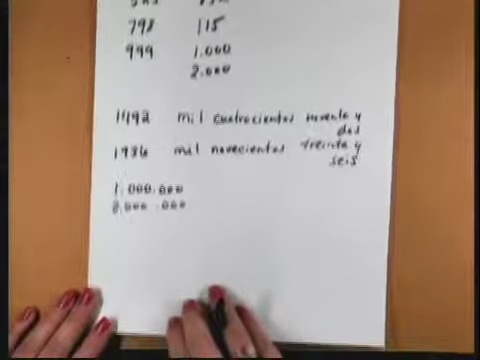 798 115
999 1.000
2.000
1492 mil cuatrocientos noventa y
dos
1936 mil novecientos treinta y
seis
1.000.000
2.000.000